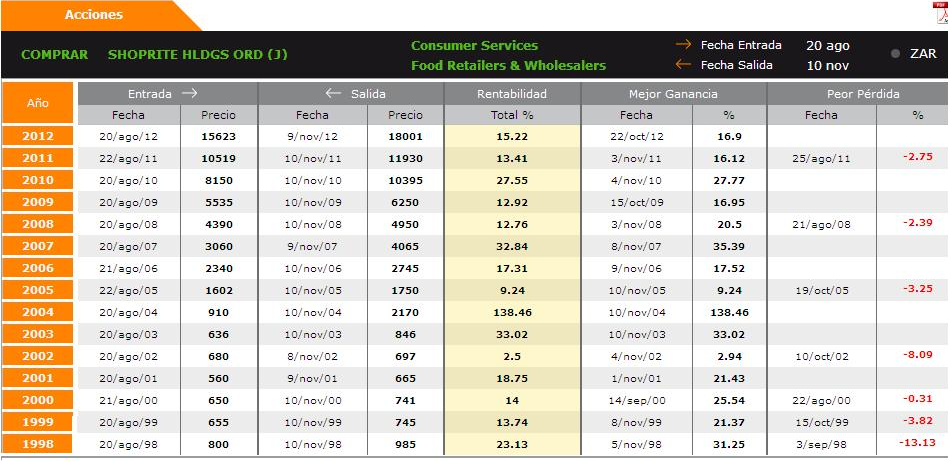 Acciones
COMPRAR SHOPRITE HLDGS ORD (J) Consumer Services Fecha Entrada 20 ago ZAR
Food Retailers & Wholesalers Fecha Salida 10 nov
Año Entrada Salida Rentabilidad Mejor Ganancia Peor Pérdida
Fecha Precio Fecha Precio Total % Fecha % Fecha %
2012 20/ago/12 15623 9/nov/12 18001 15.22 22/oct/12 16.9
2011 22/ago/11 10519 10/nov/11 11930 13.41 3/nov/11 16.12 25/ago/11 -2.75
2010 20/ago/10 8150 10/nov/10 10395 27.55 4/nov/10 27.77
2009 20/ago/09 5535 10/nov/09 6250 12.92 15/oct/09 16.95
2008 20/ago/08 4390 10/nov/08 4950 12.76 3/nov/08 20.5 21/ago/08 -2.39
2007 20/ago/07 3060 9/nov/07 4065 32.84 8/nov/07 35.39
2006 21/ago/06 2340 10/nov/06 2745 17.31 9/nov/06 17.52
2005 22/ago/05 1602 10/nov/05 1750 9.24 10/nov/05 9.24 19/oct/05 -3.25
2004 20/ago/04 910 10/nov/04 2170 138.46 10/nov/04 138.46
2003 20/ago/03 636 10/nov/03 846 33.02 10/nov/03 33.02
2002 20/ago/02 680 8/nov/02 697 2.5 4/nov/02 2.94 10/oct/02 -8.09
2001 20/ago/01 560 9/nov/01 665 18.75 1/nov/01 21.43
2000 21/ago/00 650 10/nov/00 741 14 14/sep/00 25.54 22/ago/00 -0.31
1999 20/ago/99 655 10/nov/99 745 13.74 8/nov/99 21.37 15/oct/99 -3.82
1998 20/ago/98 800 10/nov/98 985 23.13 5/nov/98 31.25 3/sep/98 -13.13